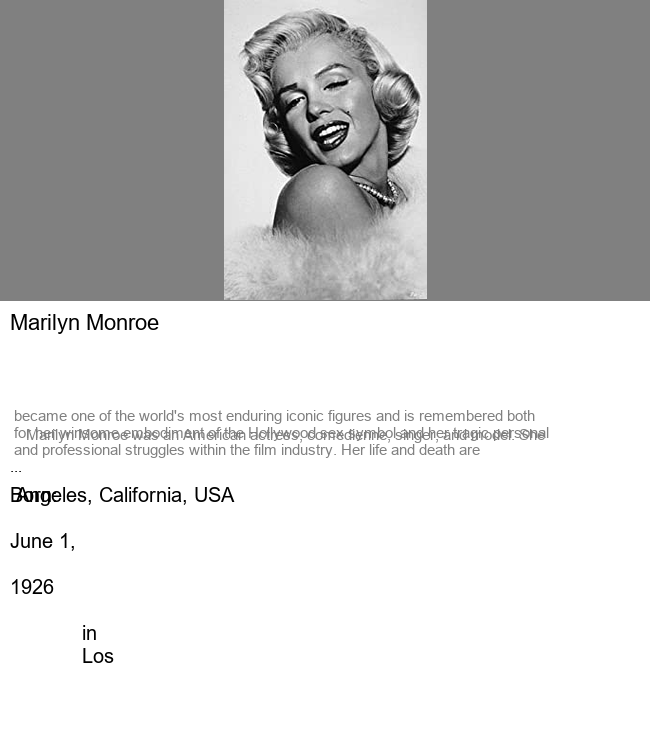 Marilyn Monroe
became one of the world's most enduring iconic figures and is remembered both
Marilyn Monroe was an American actress, comedienne, singer, and model. She
for her winsome embodiment of the Hollywood sex symbol and her tragic personal
and professional struggles within the film industry. Her life and death are
...
Born:
Angeles, California, USA
June 1,
1926
in
Los